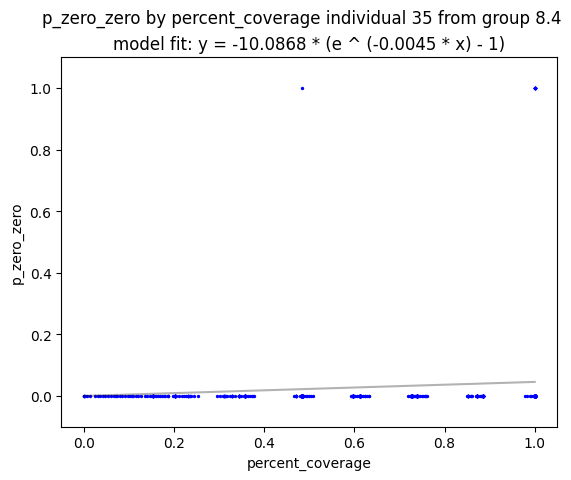 p_zero_zero by percent_coverage individual 35 from group 8.4
model fit: y = -10.0868 * (e ^ (-0.0045 * x) - 1)
1.0
0.8
0.6
0.4
0.2
0.0
p_zero_zero
0.0 0.2 0.4 0.6 0.8 1.0
percent_coverage